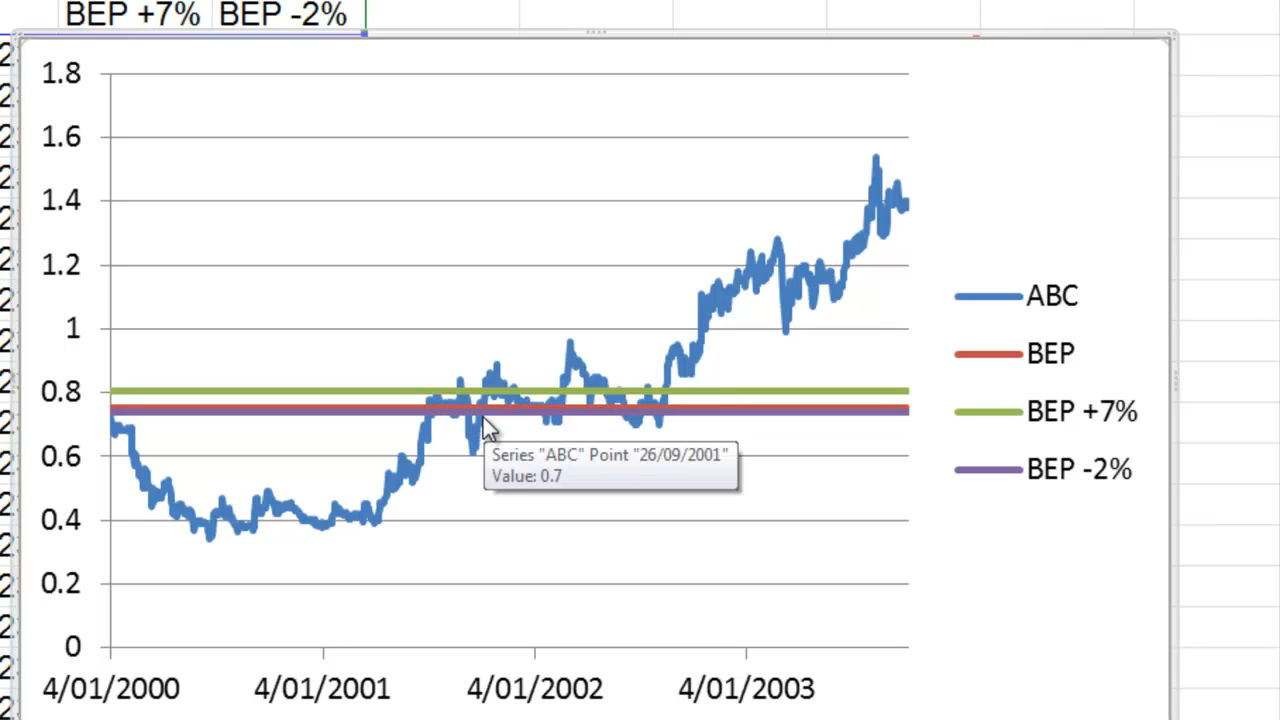 BEP +7% BEP -2%
1.8
1.6
1.4
1.2
1
0.8
0.6
0.4
0.2
0
4/01/2000 4/01/2001 4/01/2002 4/01/2003
ABC
BEP
BEP +7%
BEP -2%
Series "ABC" Point "26/09/2001"
Value: 0.7